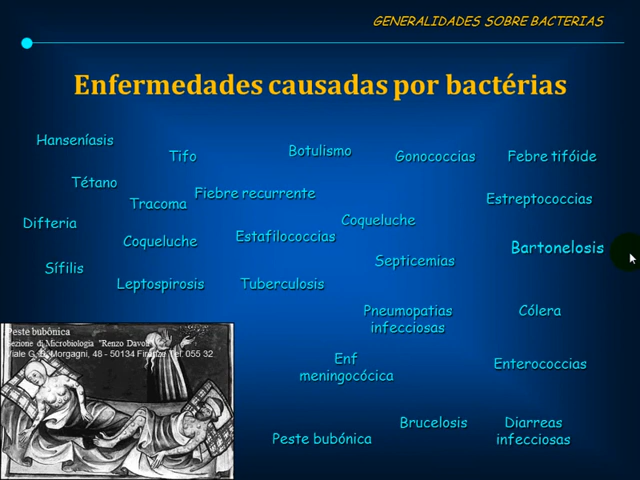 GENERALIDADES SOBRE BACTERIAS
Enfermedades causadas por bactérias
Hanseníasis
Tifo
Botulismo
Gonococcias
Febre tifóide
Tétano
Tracoma
Fiebre recurrente
Estreptococcias
Difteria
Coqueluche
Coqueluche
Estafilococcias
Bartonelosis
Sífilis
Septicemias
Leptospirosis
Tuberculosis
Pneumopatias
infecciosas
Cólera
Peste bubònica
Sezione di Microbiologia "Renzo Davoli"
Viale G. B. Morgagni, 48 - 50134 Firenze Tel. 055 32
Enf
meningocócica
Enterococcias
Brucelosis
Diarreas
infecciosas
Peste bubónica